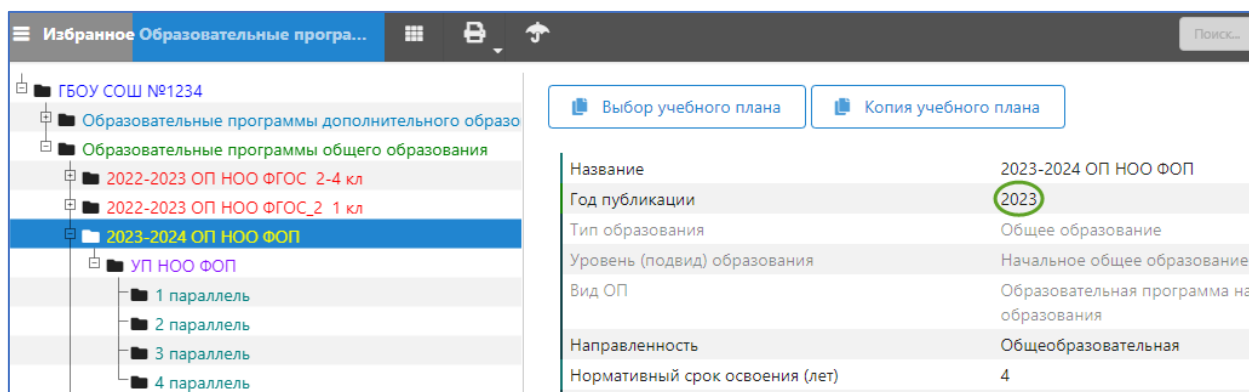 Избранное Образовательные програ... Поиск...
ГБОУ СОШ №1234
Образовательные программы дополнительного образо
Образовательные программы общего образования
2022-2023 ОП НОО ФГОС 2-4 кл
2022-2023 ОП НОО ФГОС_2 1 кл
2023-2024 ОП НОО ФОП
УП НОО ФОП
1 параллель
2 параллель
3 параллель
4 параллель
Выбор учебного плана Копия учебного плана
Название 2023-2024 ОП НОО ФОП
Год публикации 2023
Тип образования Общее образование
Уровень (подвид) образования Начальное общее образование
Вид ОП Образовательная программа на
образования
Направленность Общеобразовательная
Нормативный срок освоения (лет) 4